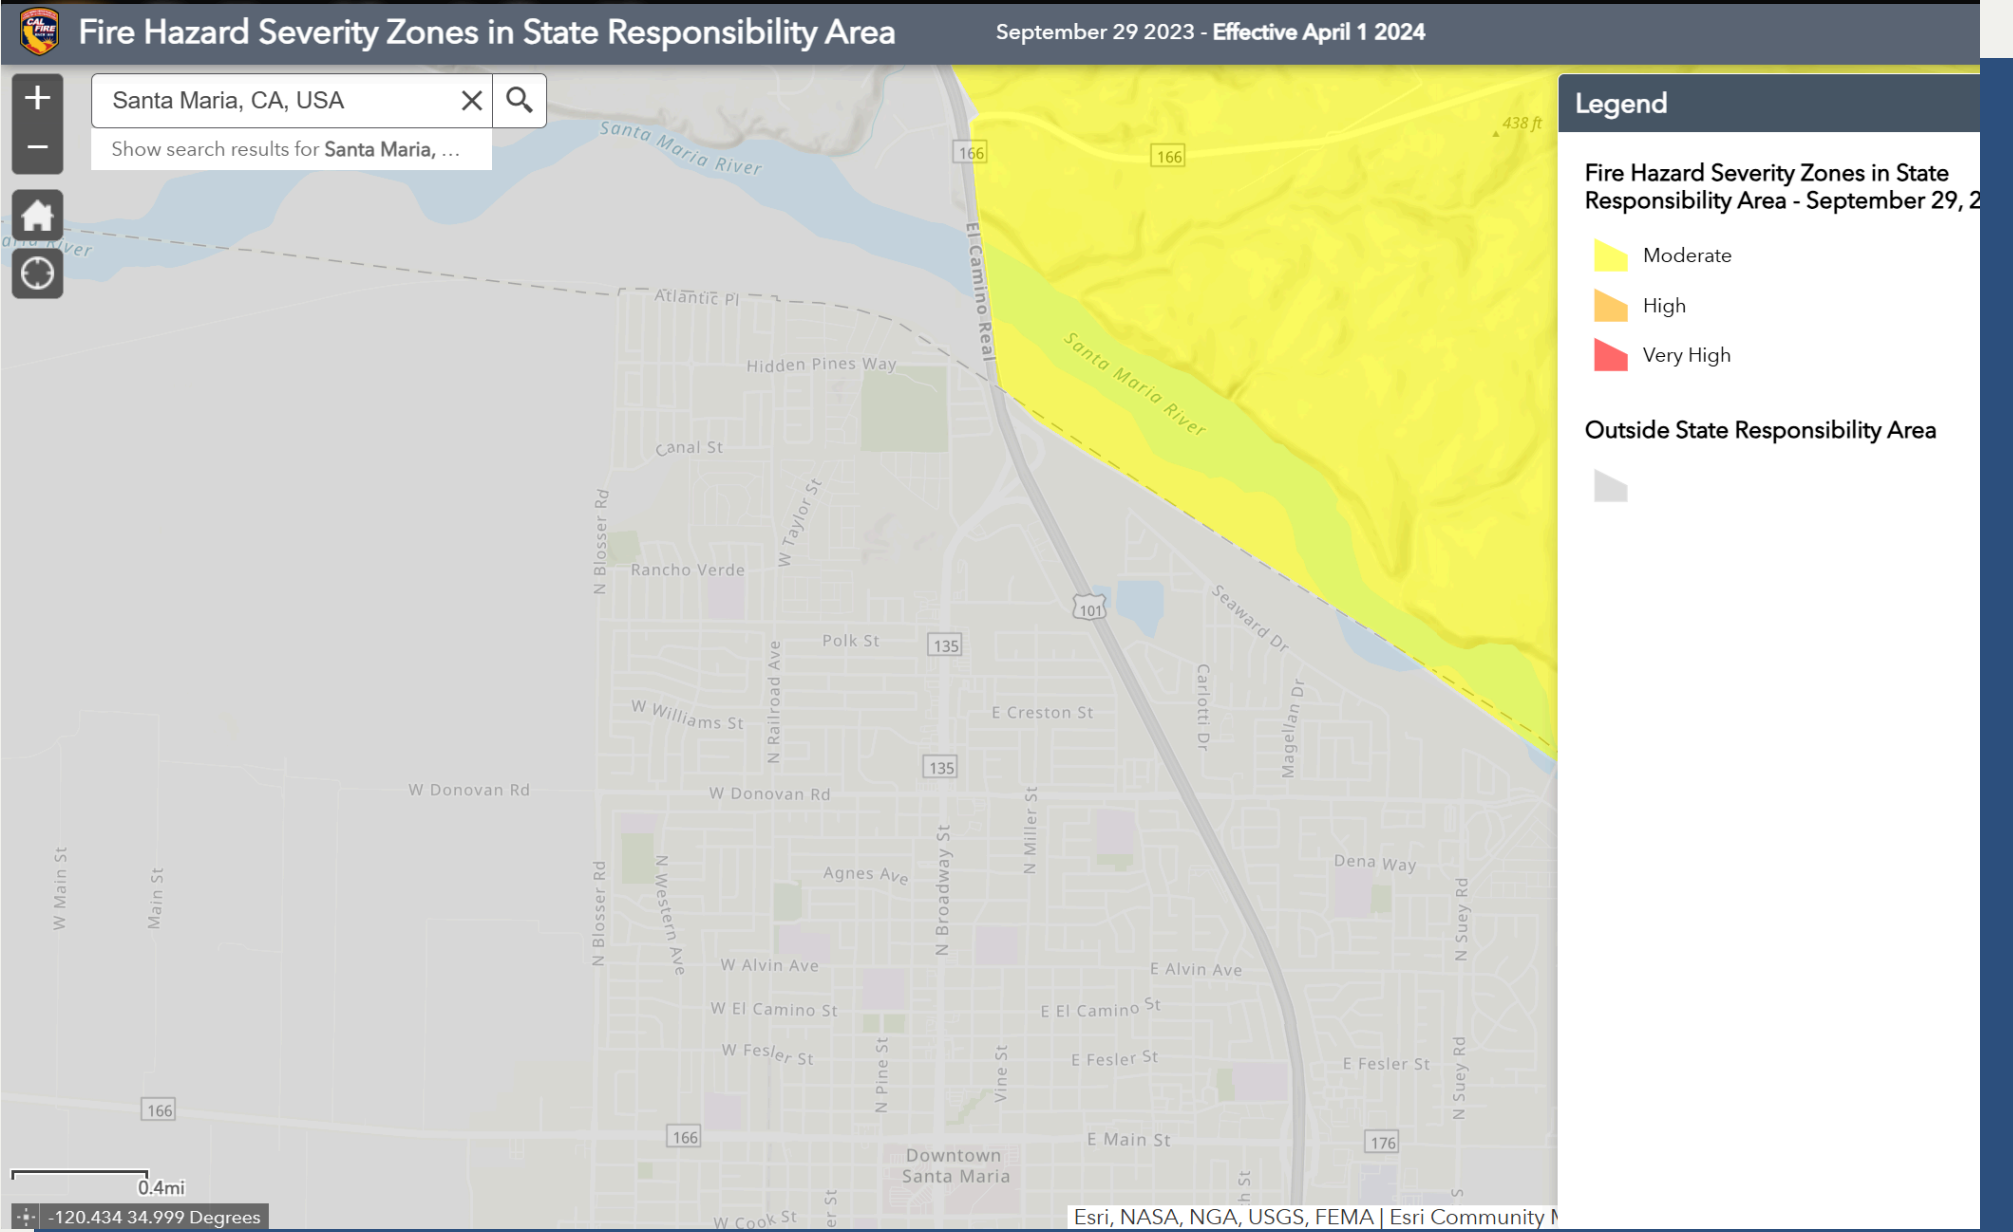 CAL FIRE
Fire Hazard Severity Zones in State Responsibility Area
September 29 2023 - Effective April 1 2024
+
−
Santa Maria, CA, USA
Show search results for Santa Maria, ...
Legend
Fire Hazard Severity Zones in State
Responsibility Area - September 29, 2
Moderate
High
Very High
Outside State Responsibility Area
Santa Maria River
166
166
438 ft
aria River
El Camino Real
Atlantic Pl
Santa Maria River
Hidden Pines Way
Canal St
N Blosser Rd
W Taylor St
Rancho Verde
101
Seaward Dr
Polk St
135
N Railroad Ave
Carlotti Dr
Magellan Dr
W Williams St
E Creston St
135
W Donovan Rd
W Donovan Rd
N Miller St
W Main St
Main St
N Blosser Rd
N Western Ave
Agnes Ave
N Broadway St
Dena Way
N Suey Rd
W Alvin Ave
E Alvin Ave
W El Camino St
E El Camino St
W Fesler St
N Pine St
Vine St
E Fesler St
E Fesler St
N Suey Rd
166
166
E Main St
176
Downtown
Santa Maria
0.4mi
h St
S
er St
W Cook St
-120.434 34.999 Degrees
Esri, NASA, NGA, USGS, FEMA | Esri Community M